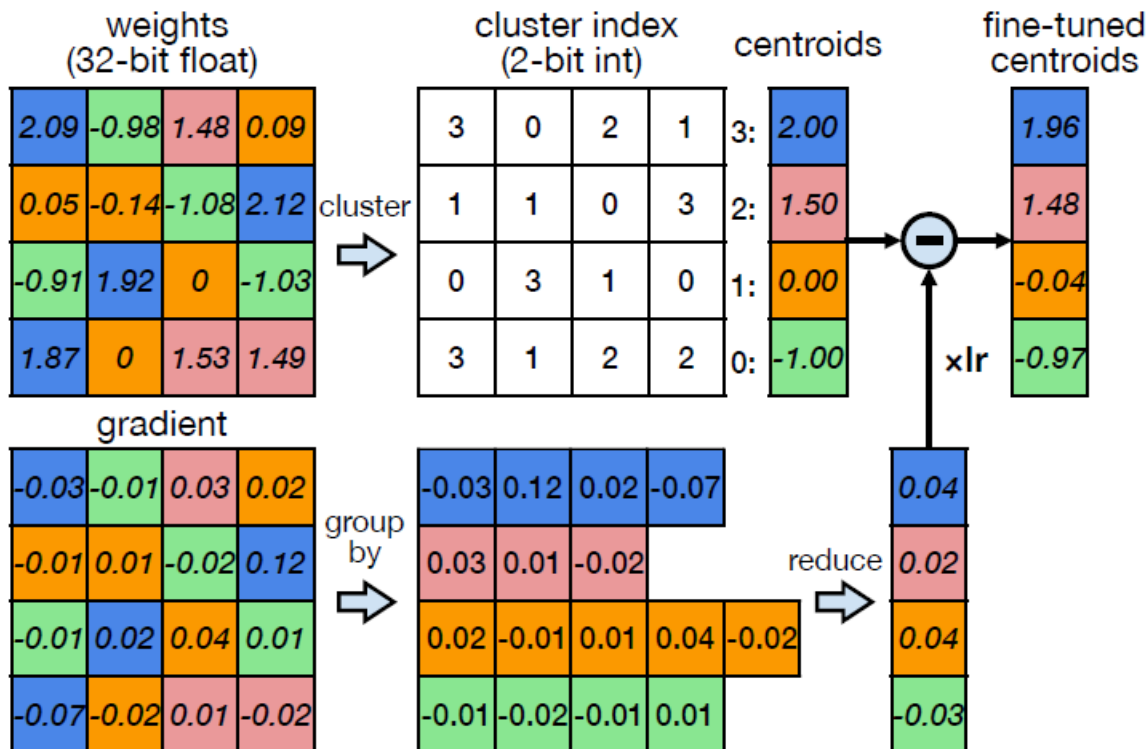 weights
(32-bit float)
cluster index
(2-bit int)
centroids
fine-tuned
centroids
2.09 -0.98 1.48 0.09
3 0 2 1
3: 2.00
1.96
0.05 -0.14 -1.08 2.12
cluster
1 1 0 3
2: 1.50
1.48
-0.91 1.92 0 -1.03
0 3 1 0
1: 0.00
-0.04
1.87 0 1.53 1.49
3 1 2 2
0: -1.00
×lr
-0.97
gradient
-0.03 -0.01 0.03 0.02
-0.03 0.12 0.02 -0.07
0.04
group
by
-0.01 0.01 -0.02 0.12
0.03 0.01 -0.02
reduce
0.02
-0.01 0.02 0.04 0.01
0.02 -0.01 0.01 0.04 -0.02
0.04
-0.07 -0.02 0.01 -0.02
-0.01 -0.02 -0.01 0.01
-0.03